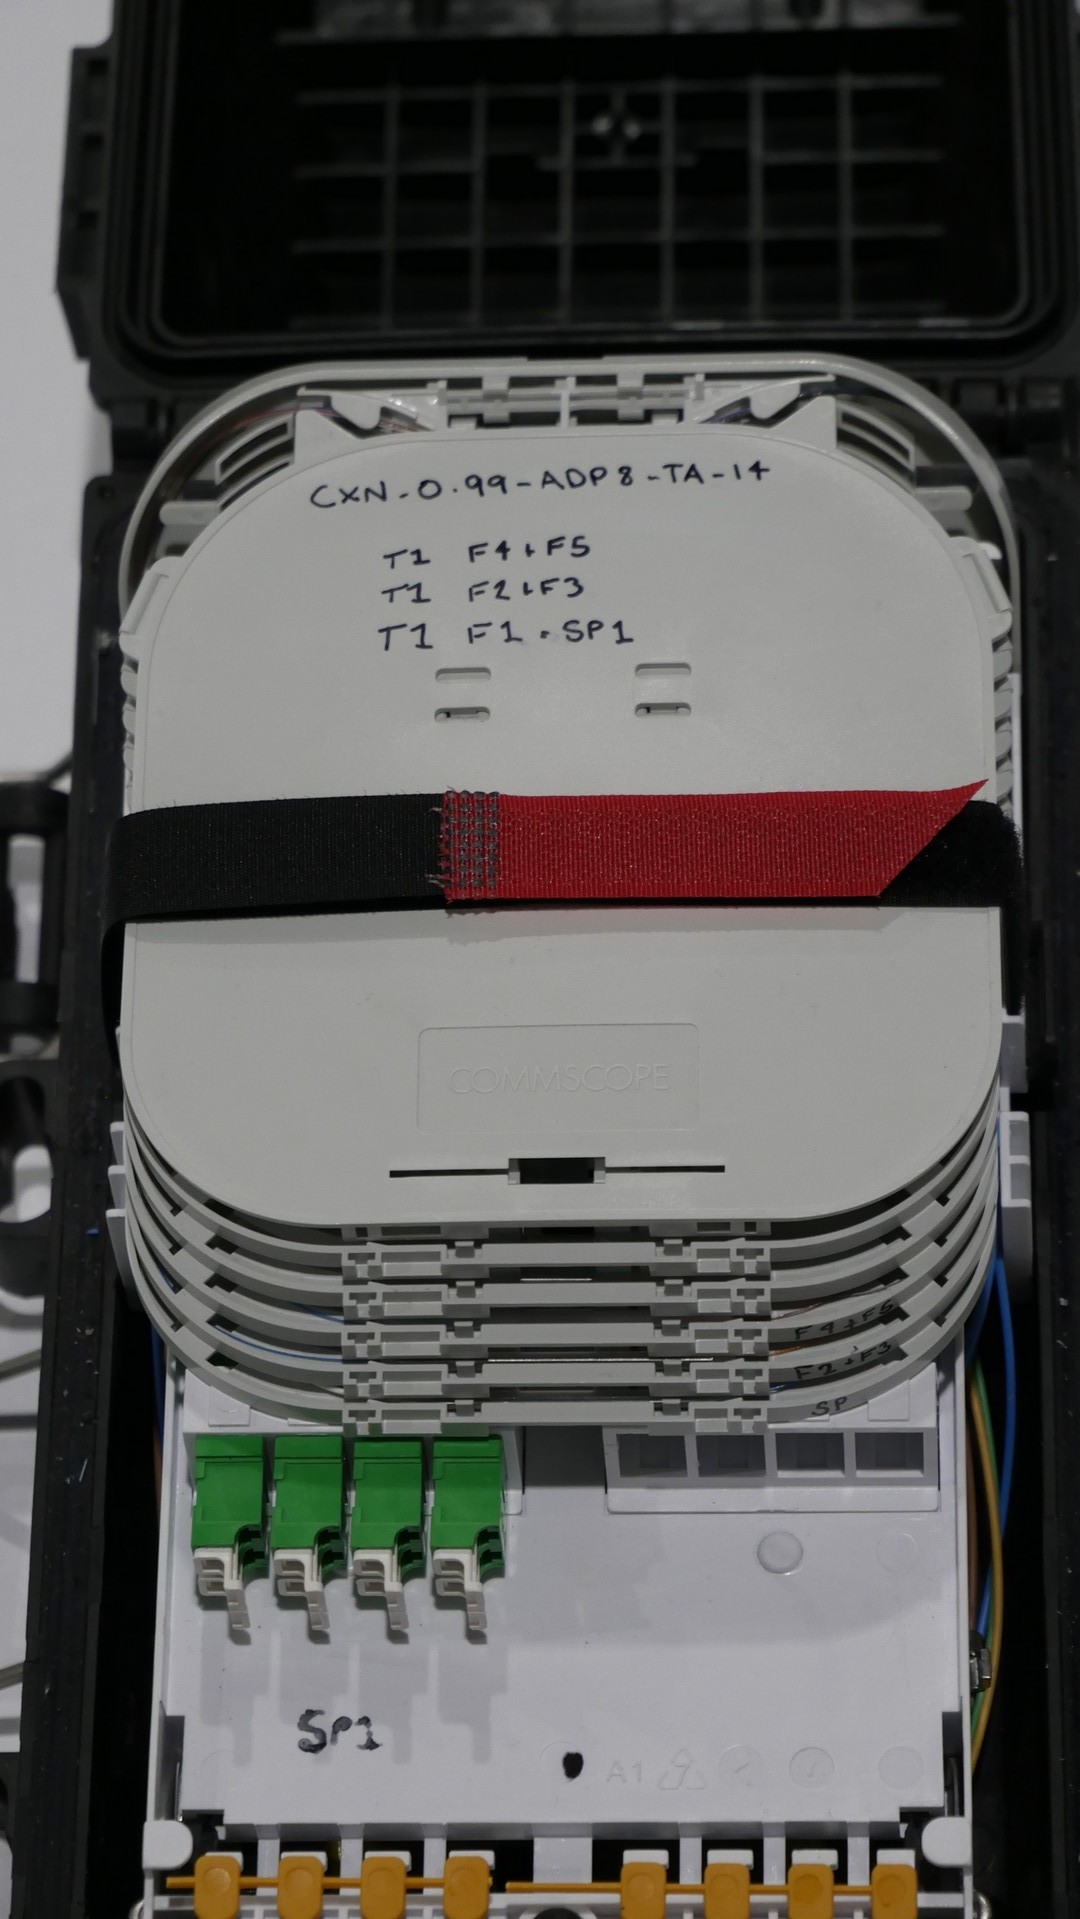 CXN-0.99-ADP8-TA-14
T1 F4+F5
T1 F2+F3
T1 F1 . SP1
COMMSCOPE
F4+F5
F2+F3
SP
SP1
A1